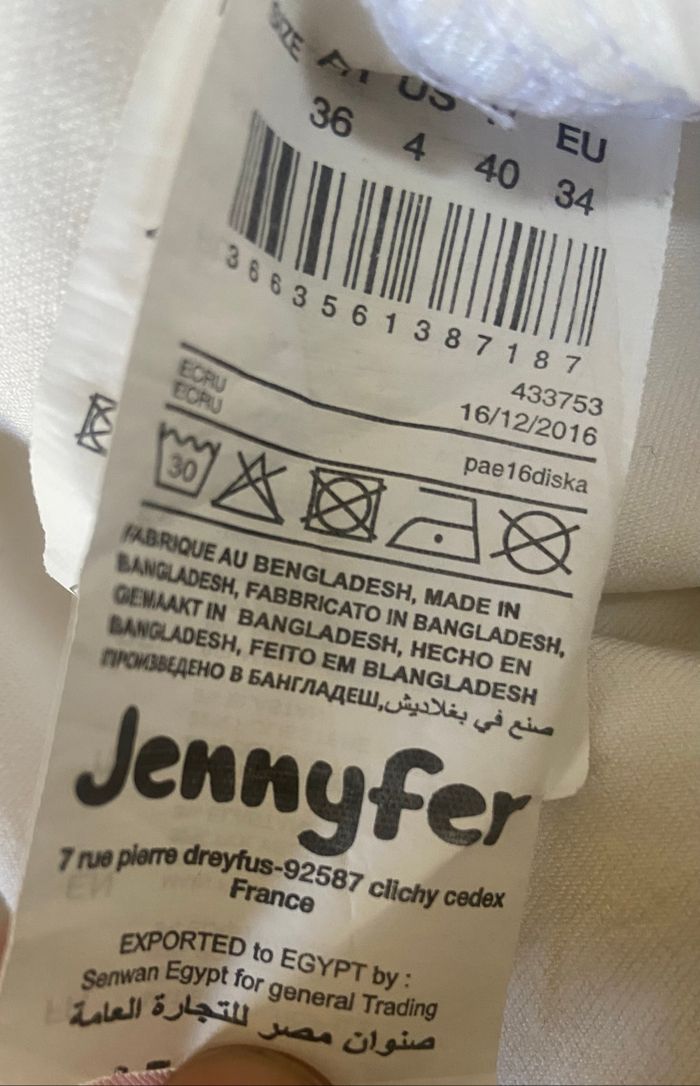 SIZE US EU
36 4 40 34
3663561387187
433753
ECRU 16/12/2016
ECRU
pae16diska
30
FABRIQUE AU BENGLADESH, MADE IN
BANGLADESH, FABBRICATO IN BANGLADESH,
GEMAAKT IN BANGLADESH, HECHO EN
BANGLADESH, FEITO EM BLANGLADESH
ПРОИЗВЕДЕНО В БАНГЛАДЕШ,صنع في بغلاديش
Jennyfer
7 rue pierre dreyfus-92587 clichy cedex
France
EXPORTED to EGYPT by :
Senwan Egypt for general Trading
صنوان مصر للتجارة العامة